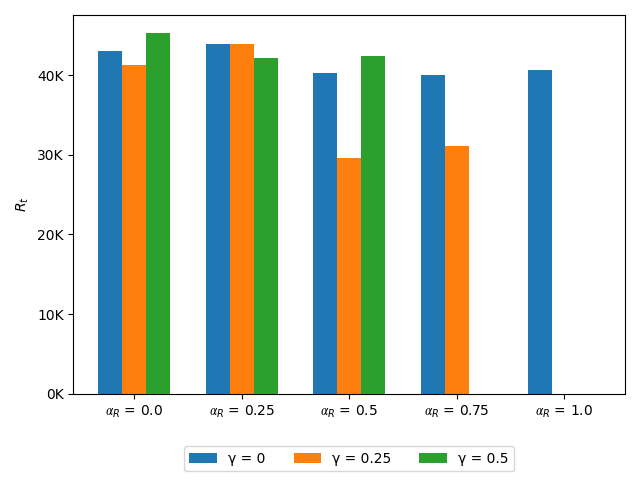 40K
30K
20K
10K
0K
R_t
α_R = 0.0 α_R = 0.25 α_R = 0.5 α_R = 0.75 α_R = 1.0
γ = 0 γ = 0.25 γ = 0.5